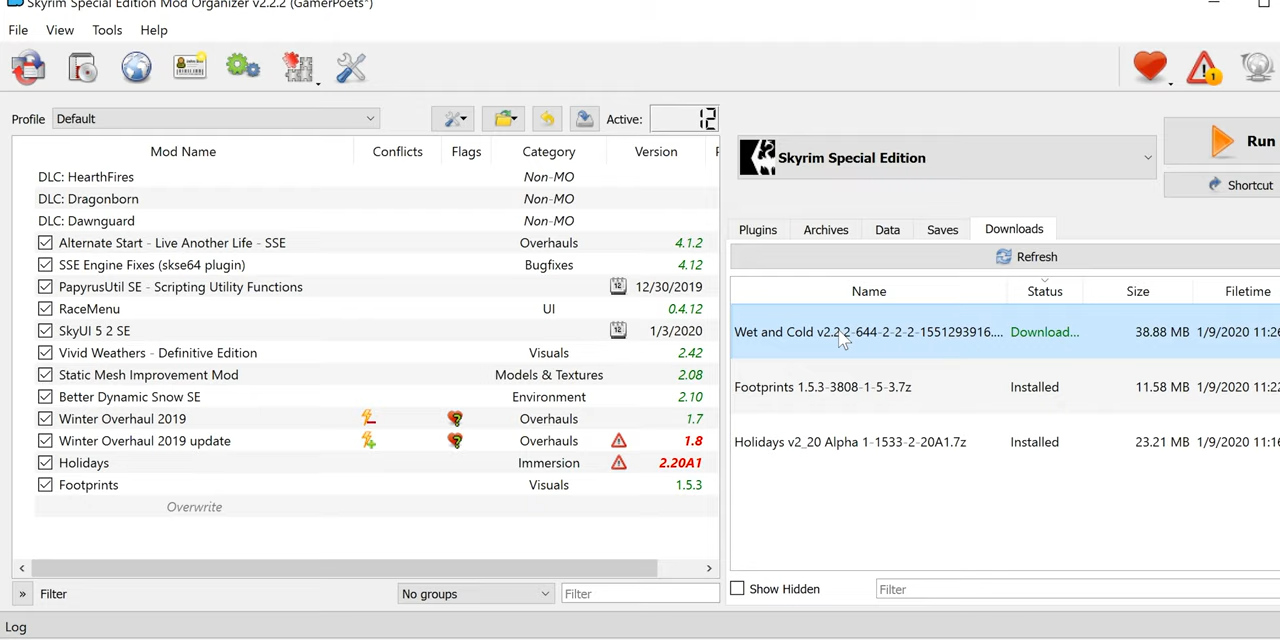 Skyrim Special Edition Mod Organizer v2.2.2 (GamerPoets*)
File View Tools Help
Profile Default Active: 12
Mod Name Conflicts Flags Category Version
DLC: HearthFires Non-MO
DLC: Dragonborn Non-MO
DLC: Dawnguard Non-MO
Alternate Start - Live Another Life - SSE Overhauls 4.1.2
SSE Engine Fixes (skse64 plugin) Bugfixes 4.12
PapyrusUtil SE - Scripting Utility Functions 12 12/30/2019
RaceMenu UI 0.4.12
SkyUI 5 2 SE 12 1/3/2020
Vivid Weathers - Definitive Edition Visuals 2.42
Static Mesh Improvement Mod Models & Textures 2.08
Better Dynamic Snow SE Environment 2.10
Winter Overhaul 2019 Overhauls 1.7
Winter Overhaul 2019 update Overhauls 1.8
Holidays Immersion 2.20A1
Footprints Visuals 1.5.3
Overwrite
» Filter No groups Filter
1
Skyrim Special Edition Run
Shortcut
Plugins Archives Data Saves Downloads
Refresh
Name Status Size Filetime
Wet and Cold v2.2.2-644-2-2-2-1551293916.... Download... 38.88 MB 1/9/2020 11:26
Footprints 1.5.3-3808-1-5-3.7z Installed 11.58 MB 1/9/2020 11:22
Holidays v2_20 Alpha 1-1533-2-20A1.7z Installed 23.21 MB 1/9/2020 11:16
Show Hidden Filter
Log